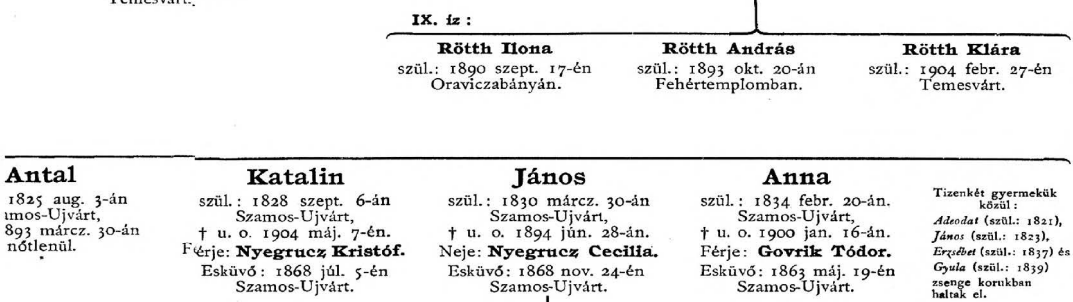 Temesvárt.
IX. iz :
Rötth Ilona
szül.: 1890 szept. 17-én
Oraviczabányán.
Rötth András
szül.: 1893 okt. 20-án
Fehértemplomban.
Rötth Klára
szül.: 1904 febr. 27-én
Temesvárt.
Antal
1825 aug. 3-án
amos-Ujvárt,
893 márcz. 30-án
nőtlenül.
Katalin
szül.: 1828 szept. 6-án
Szamos-Ujvárt,
† u. o. 1904 máj. 7-én.
Férje: Nyegrucz Kristóf.
Esküvő: 1868 júl. 5-én
Szamos-Ujvárt.
János
szül.: 1830 márcz. 30-án
Szamos-Ujvárt,
† u. o. 1894 jún. 28-án.
Neje: Nyegrucz Cecilia.
Esküvő: 1868 nov. 24-én
Szamos-Ujvárt.
Anna
szül.: 1834 febr. 20-án.
Szamos-Ujvárt,
† u. o. 1900 jan. 16-án.
Férje: Govrik Tódor.
Esküvő: 1863 máj. 19-én
Szamos-Ujvárt.
Tizenkét gyermekük
közül :
Adeodat (szül.: 1821),
János (szül.: 1823),
Erzsébet (szül.: 1837) és
Gyula (szül.: 1839)
zsenge korukban
haltak el.